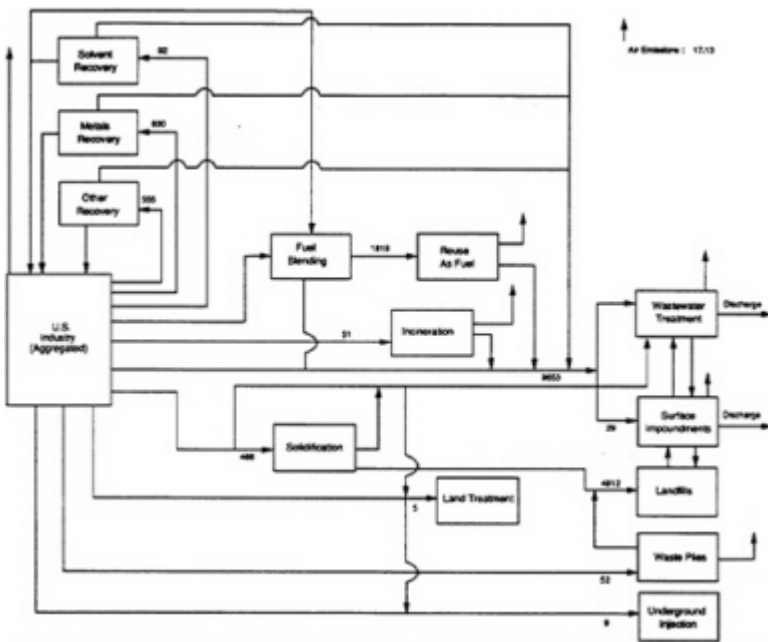 Air Emissions : 17,13
Solvent
Recovery
92
Metals
Recovery
830
Other
Recovery
555
Fuel
Blending
1819
Reuse
As Fuel
U.S.
Industry
(Aggregated)
51
Incineration
Wastewater
Treatment
Discharge
9653
29
Surface
Impoundments
Discharge
488
Solidification
4912
Landfills
Land Treatment
5
Waste Piles
52
9
Underground
Injection